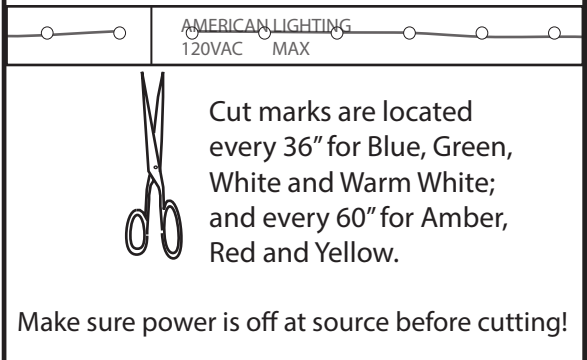 AMERICAN LIGHTING
120VAC MAX
Cut marks are located
every 36” for Blue, Green,
White and Warm White;
and every 60” for Amber,
Red and Yellow.
Make sure power is off at source before cutting!